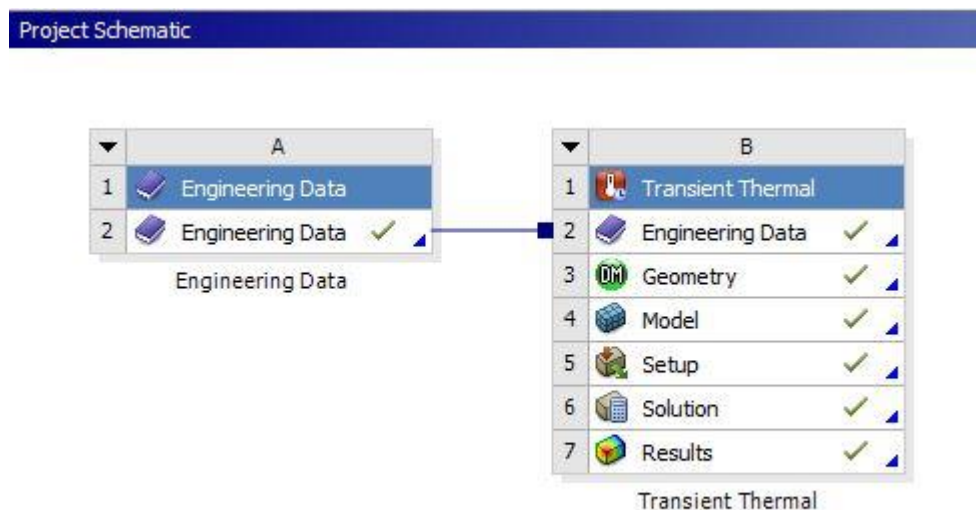 Project Schematic
A
1 Engineering Data
2 Engineering Data
Engineering Data
B
1 Transient Thermal
2 Engineering Data
3 DM Geometry
4 Model
5 Setup
6 Solution
7 Results
Transient Thermal